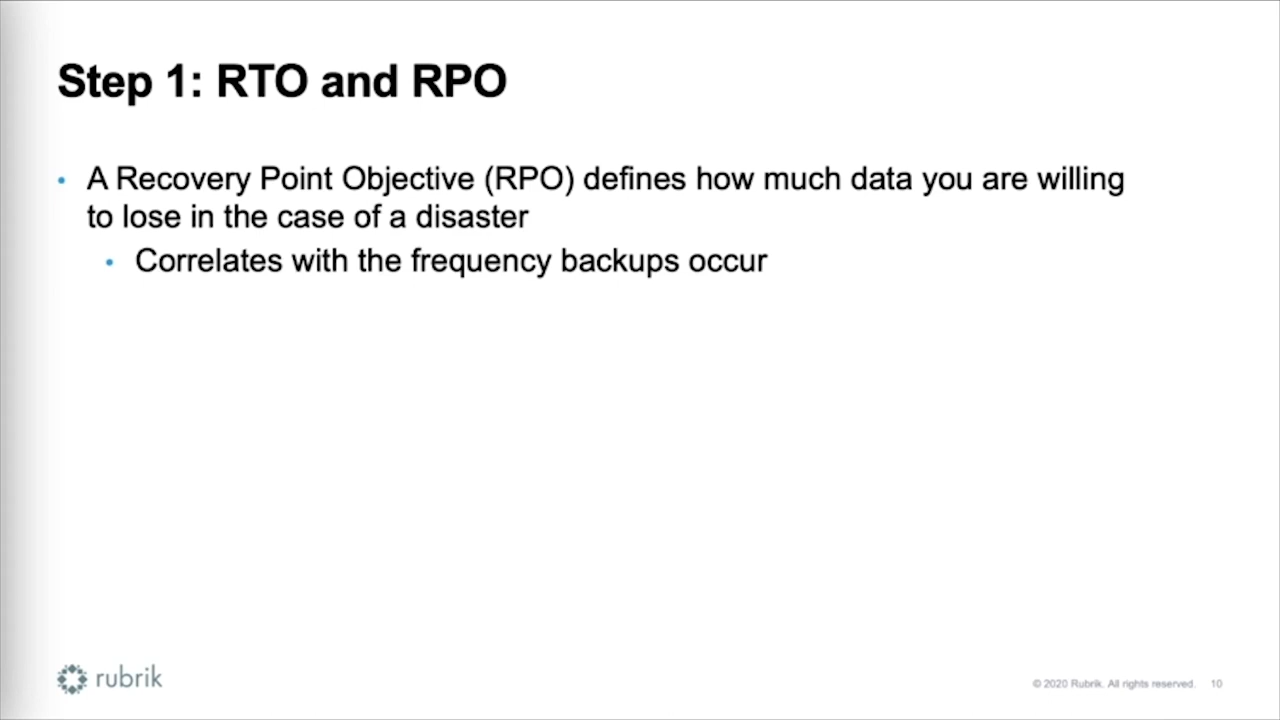 Step 1: RTO and RPO
• A Recovery Point Objective (RPO) defines how much data you are willing
to lose in the case of a disaster
• Correlates with the frequency backups occur
rubrik
© 2020 Rubrik. All rights reserved. 10